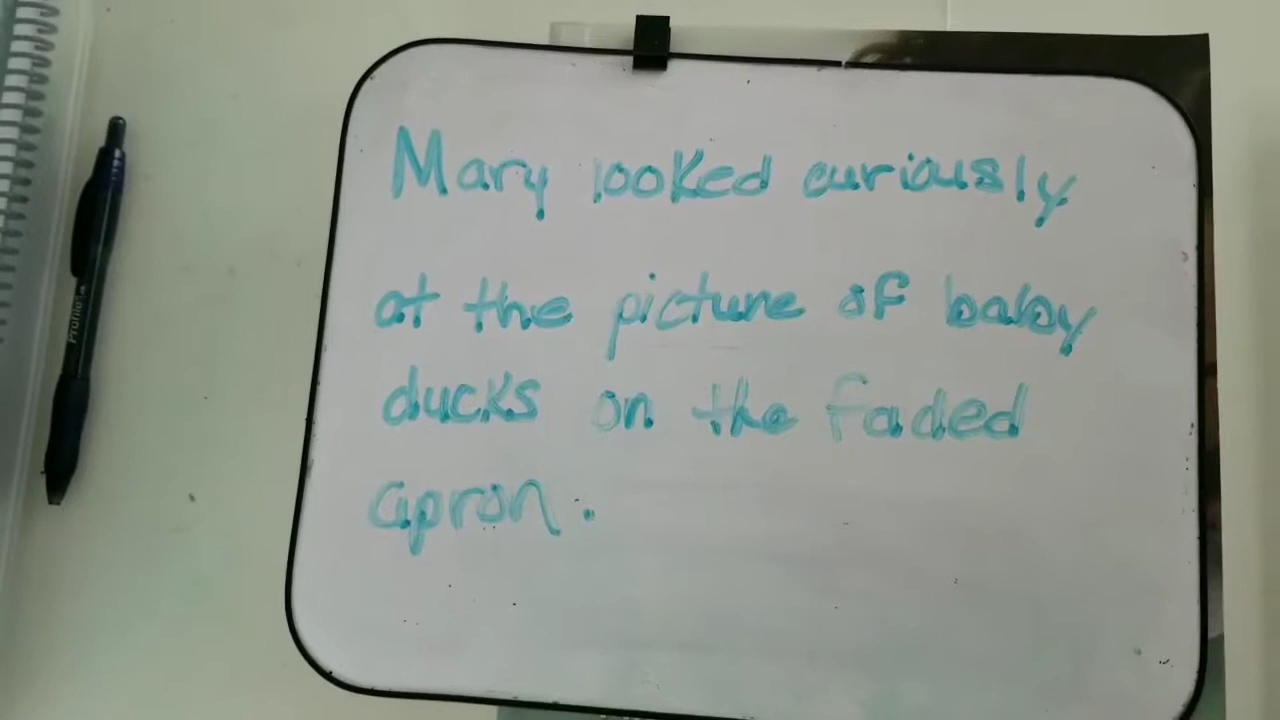 Mary looked curiously
at the picture of baby
ducks on the faded
apron.